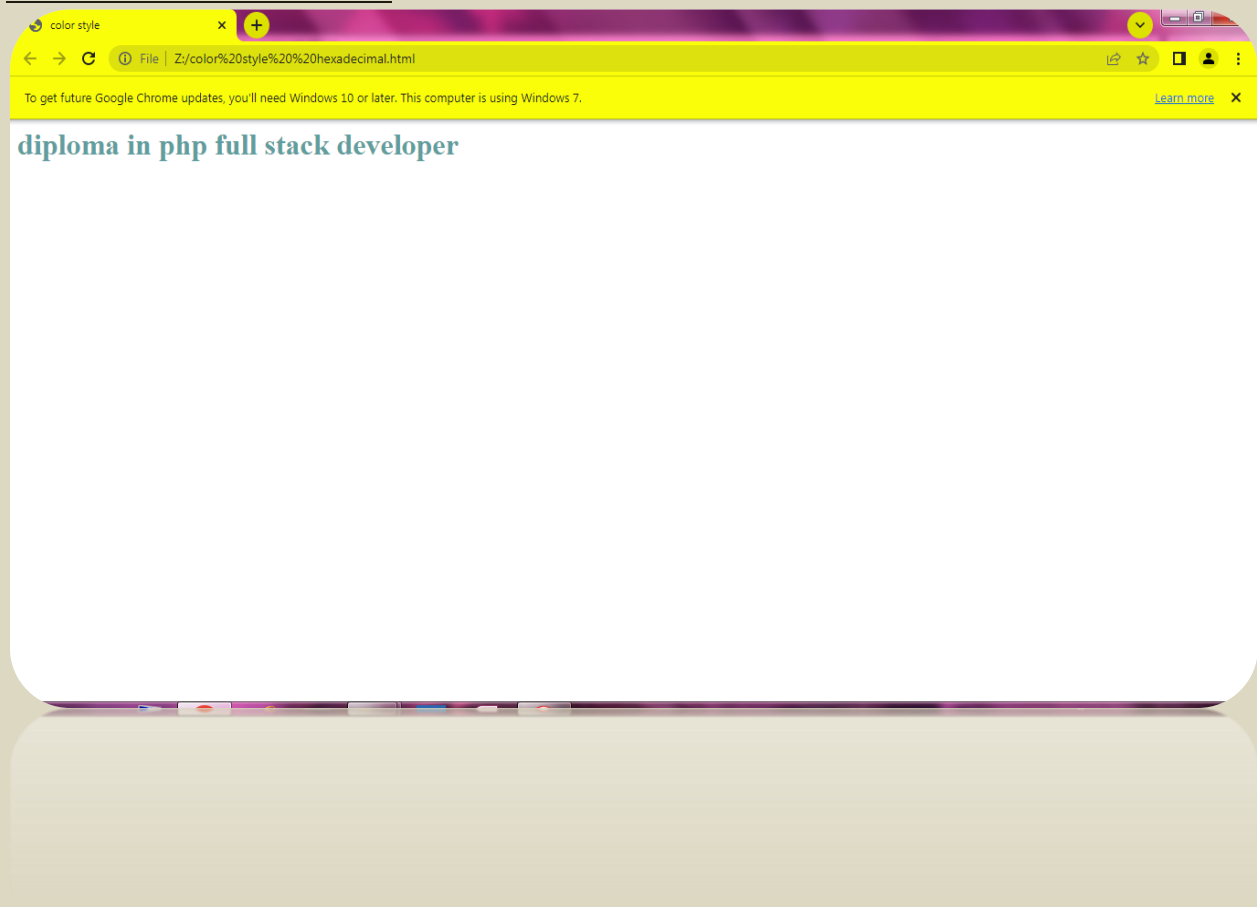 color style
File | Z:/color%20style%20%20hexadecimal.html
To get future Google Chrome updates, you'll need Windows 10 or later. This computer is using Windows 7.
Learn more
diploma in php full stack developer